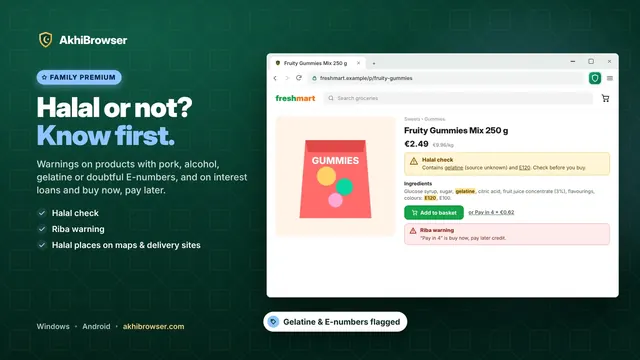 AkhiBrowser
FAMILY PREMIUM
Halal or not?
Know first.
Warnings on products with pork, alcohol,
gelatine or doubtful E-numbers, and on interest
loans and buy now, pay later.
Halal check
Riba warning
Halal places on maps & delivery sites
Windows · Android · akhibrowser.com
Fruity Gummies Mix 250 g
freshmart.example/p/fruity-gummies
freshmart
Search groceries
GUMMIES
Sweets › Gummies
Fruity Gummies Mix 250 g
€2.49 €9.96/kg
Halal check
Contains gelatine (source unknown) and E120. Check before you buy.
Ingredients
Glucose syrup, sugar, gelatine, citric acid, fruit juice concentrate (3%), flavourings,
colours: E120, E100.
Add to basket
or Pay in 4 × €0.62
Riba warning
"Pay in 4" is buy now, pay later credit.
Gelatine & E-numbers flagged